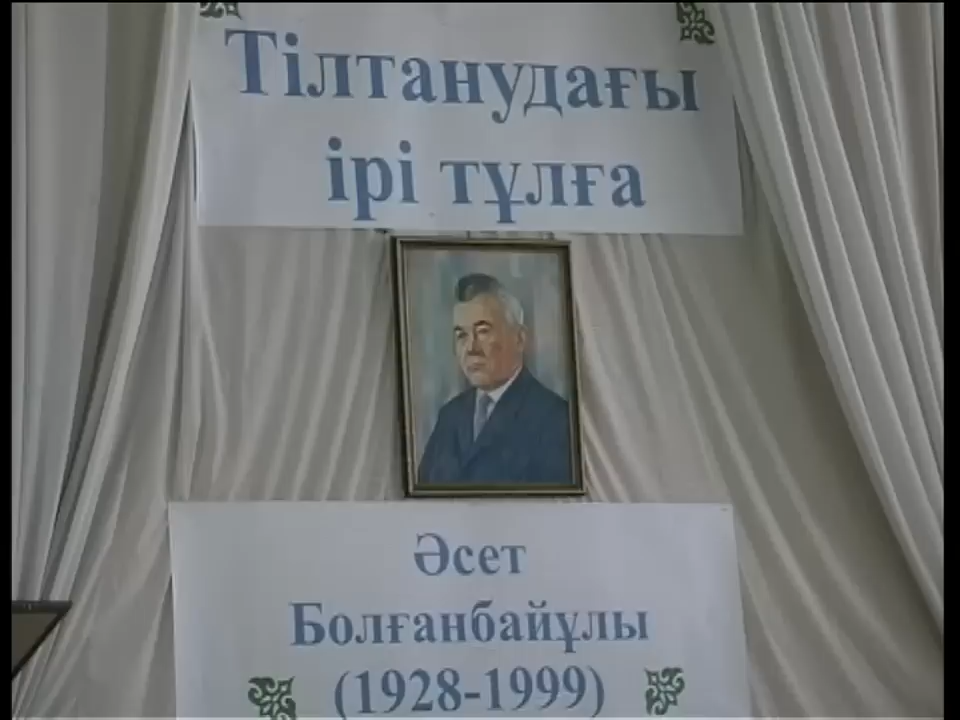 Тілтанудағы
ірі тұлға
Әсет
Болғанбайұлы
(1928-1999)